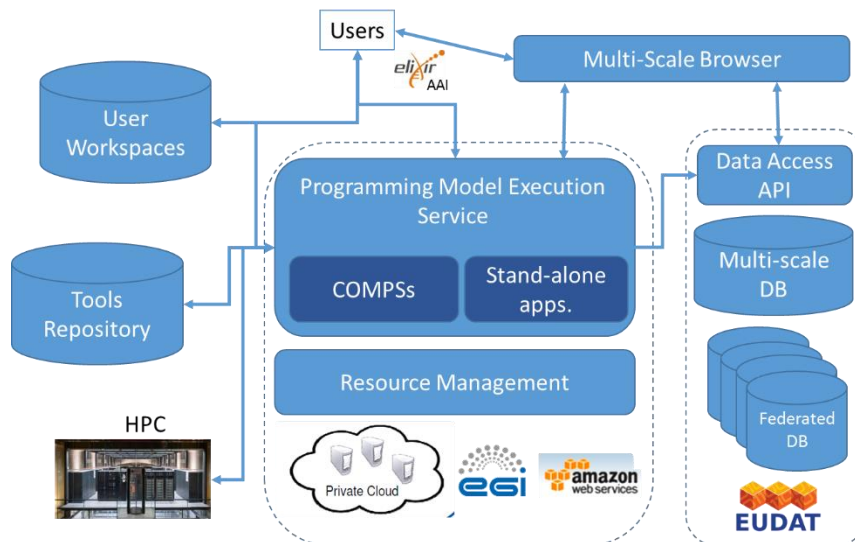 Users
elixir
AAI
Multi-Scale Browser
User
Workspaces
Programming Model Execution
Service
COMPSs
Stand-alone
apps.
Data Access
API
Multi-scale
DB
Tools
Repository
Resource Management
HPC
Private Cloud
eGi
amazon
web services
Federated
DB
EUDAT